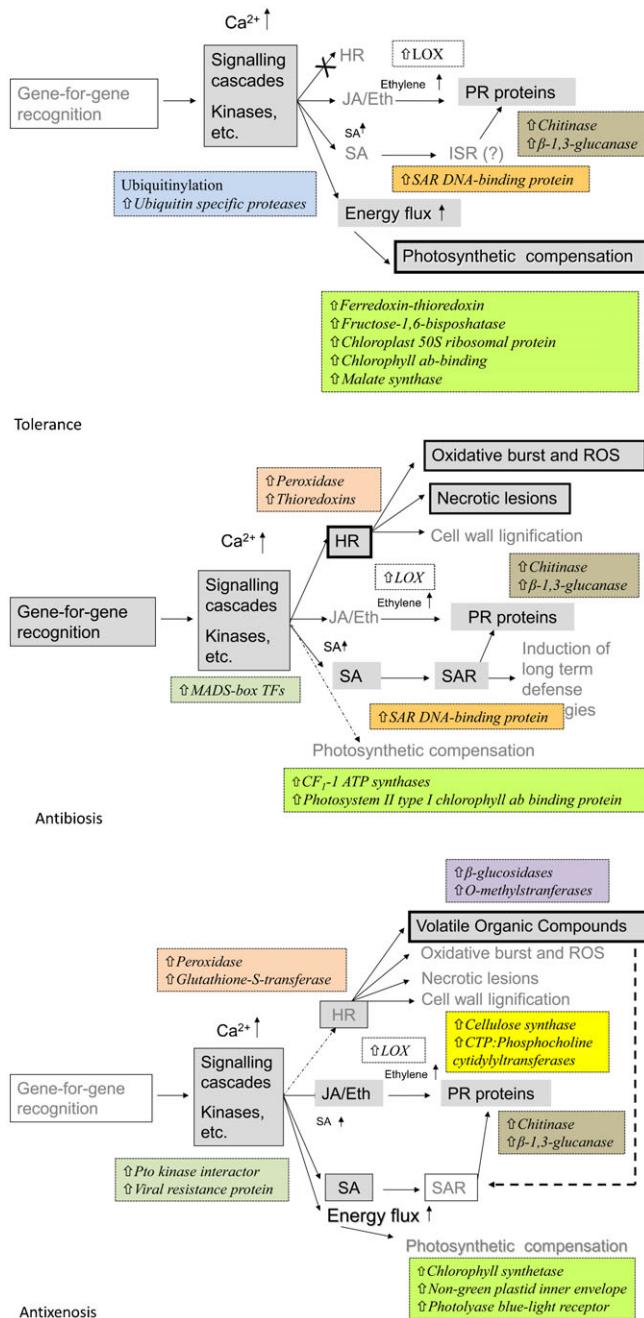 Ca²⁺ ↑
Signalling
cascades
Kinases,
etc.
Gene-for-gene
recognition
HR
⇧LOX
JA/Eth
Ethylene ↑
PR proteins
SA↑
SA
ISR (?)
⇧Chitinase
⇧β-1,3-glucanase
⇧SAR DNA-binding protein
Ubiquitinylation
⇧Ubiquitin specific proteases
Energy flux ↑
Photosynthetic compensation
⇧Ferredoxin-thioredoxin
⇧Fructose-1,6-bisposhatase
⇧Chloroplast 50S ribosomal protein
⇧Chlorophyll ab-binding
⇧Malate synthase
Tolerance
Oxidative burst and ROS
⇧Peroxidase
⇧Thioredoxins
Necrotic lesions
Ca²⁺ ↑
HR
Cell wall lignification
Signalling
cascades
Kinases,
etc.
Gene-for-gene
recognition
⇧LOX
⇧Chitinase
⇧β-1,3-glucanase
JA/Eth
Ethylene ↑
PR proteins
SA↑
SA
SAR
Induction of
long term
defense
gies
⇧MADS-box TFs
⇧SAR DNA-binding protein
Photosynthetic compensation
⇧CF₁-1 ATP synthases
⇧Photosystem II type I chlorophyll ab binding protein
Antibiosis
⇧β-glucosidases
⇧O-methylstranferases
Volatile Organic Compounds
⇧Peroxidase
⇧Glutathione-S-transferase
Oxidative burst and ROS
Necrotic lesions
Cell wall lignification
HR
Ca²⁺ ↑
Signalling
cascades
Kinases,
etc.
Gene-for-gene
recognition
⇧LOX
⇧Cellulose synthase
⇧CTP:Phosphocholine
cytidylyltransferases
JA/Eth
Ethylene ↑
PR proteins
SA ↑
⇧Chitinase
⇧β-1,3-glucanase
⇧Pto kinase interactor
⇧Viral resistance protein
SA
SAR
Energy flux ↑
Photosynthetic compensation
⇧Chlorophyll synthetase
⇧Non-green plastid inner envelope
⇧Photolyase blue-light receptor
Antixenosis